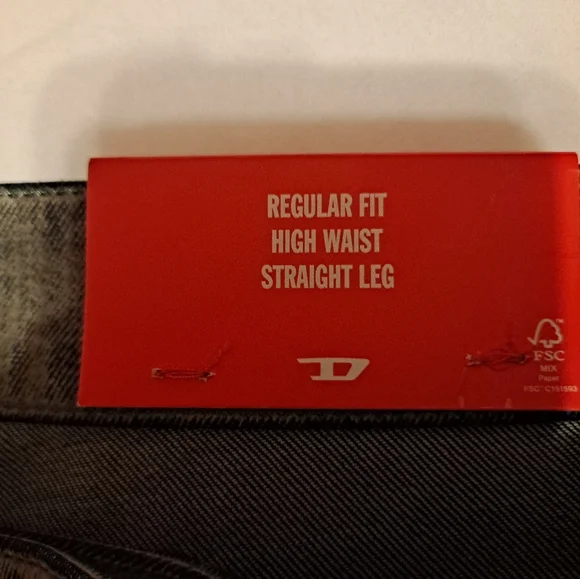 REGULAR FIT
HIGH WAIST
STRAIGHT LEG
D
FSC
MIX
Paper